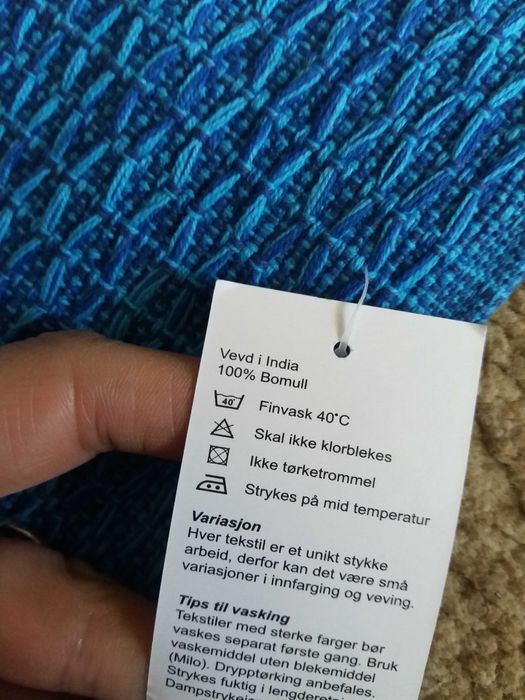 Vevd i India
100% Bomull
40° Finvask 40°C
Skal ikke klorblekes
Ikke tørketrommel
Strykes på mid temperatur
Variasjon
Hver tekstil er et unikt stykke
arbeid, derfor kan det være små
variasjoner i innfarging og veving.
Tips til vasking
Tekstiler med sterke farger bør
vaskes separat første gang. Bruk
vaskemiddel uten blekemiddel
(Milo). Drypptørking anbefales.
Strykes fuktig i